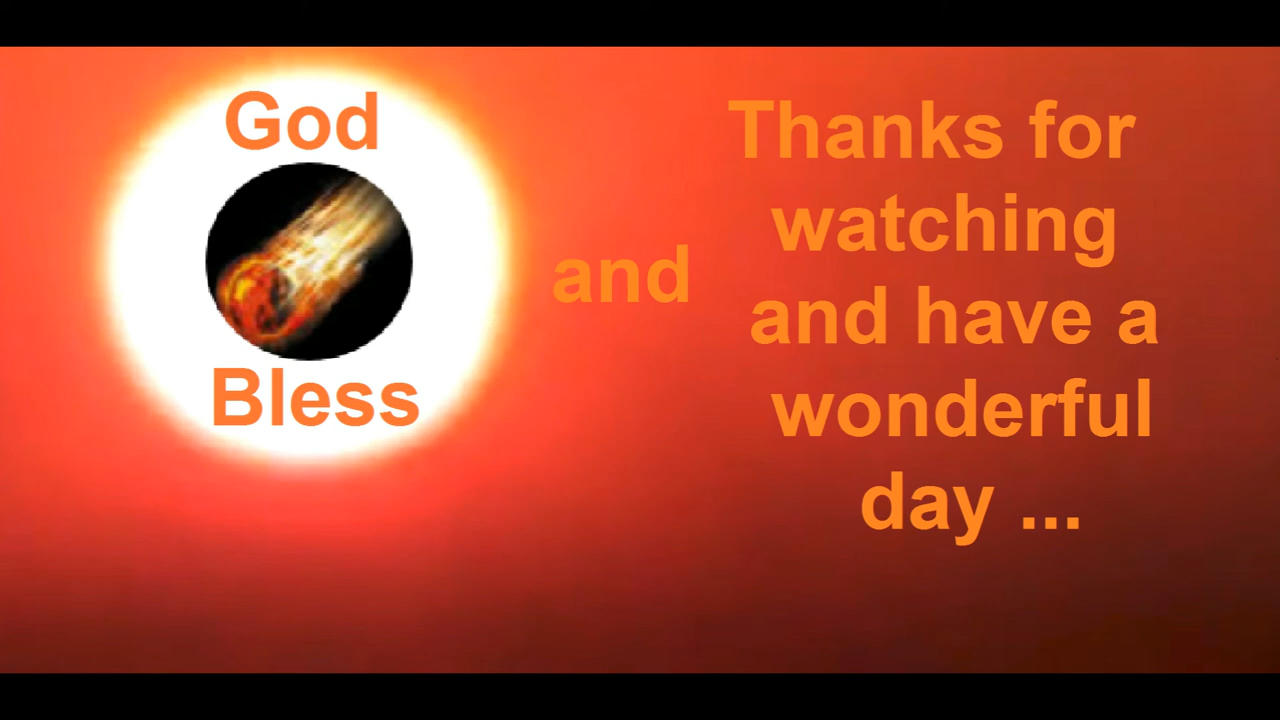 God
Bless
and
Thanks for
watching
and have a
wonderful
day ...